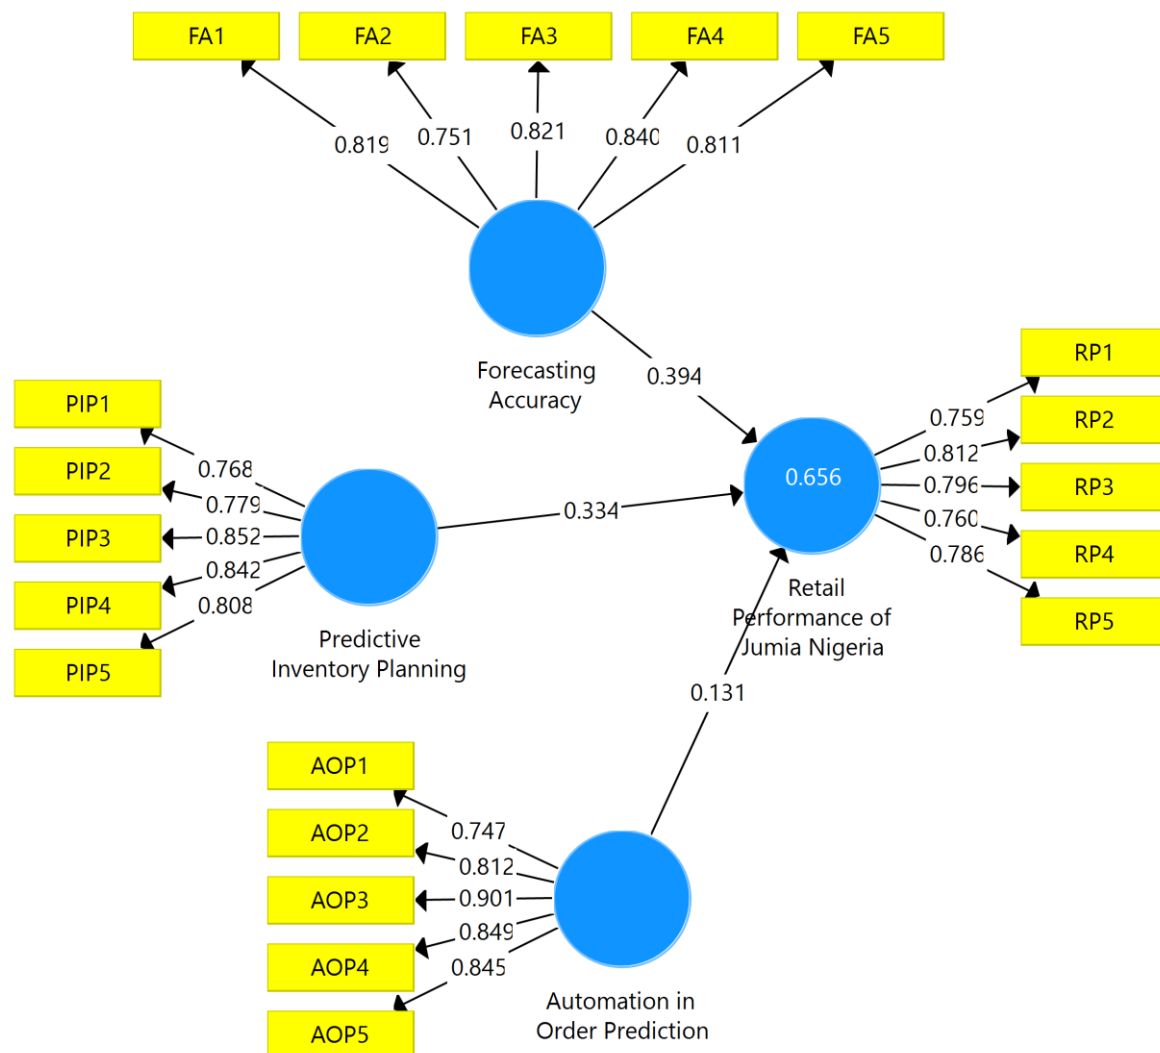 FA1
FA2
FA3
FA4
FA5
0.819
0.751
0.821
0.840
0.811
Forecasting
Accuracy
0.394
PIP1
PIP2
PIP3
PIP4
PIP5
0.768
0.779
0.852
0.842
0.808
Predictive
Inventory Planning
0.334
0.656
Retail
Performance of
Jumia Nigeria
0.759
0.812
0.796
0.760
0.786
RP1
RP2
RP3
RP4
RP5
0.131
AOP1
AOP2
AOP3
AOP4
AOP5
0.747
0.812
0.901
0.849
0.845
Automation in
Order Prediction